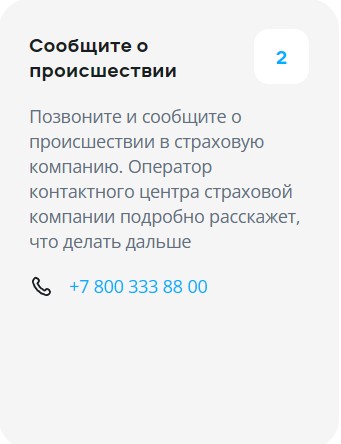 Сообщите о
происшествии
2
Позвоните и сообщите о
происшествии в страховую
компанию. Оператор
контактного центра страховой
компании подробно расскажет,
что делать дальше
+7 800 333 88 00